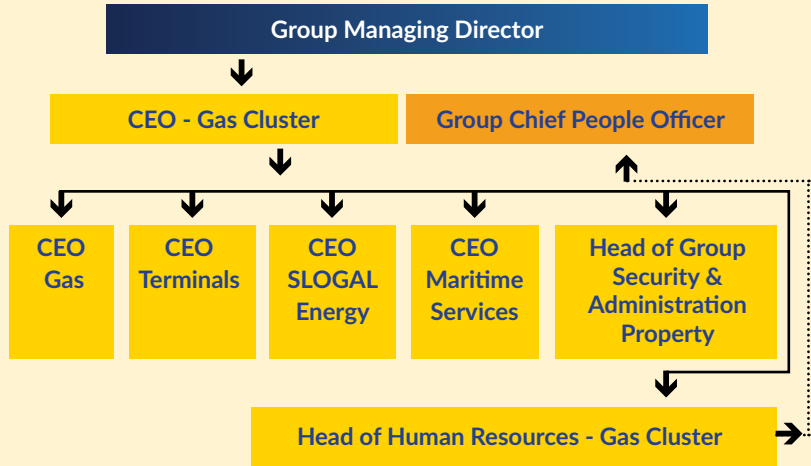 Group Managing Director
CEO - Gas Cluster
Group Chief People Officer
CEO
Gas
CEO
Terminals
CEO
SLOGAL
Energy
CEO
Maritime
Services
Head of Group
Security &
Administration
Property
Head of Human Resources - Gas Cluster